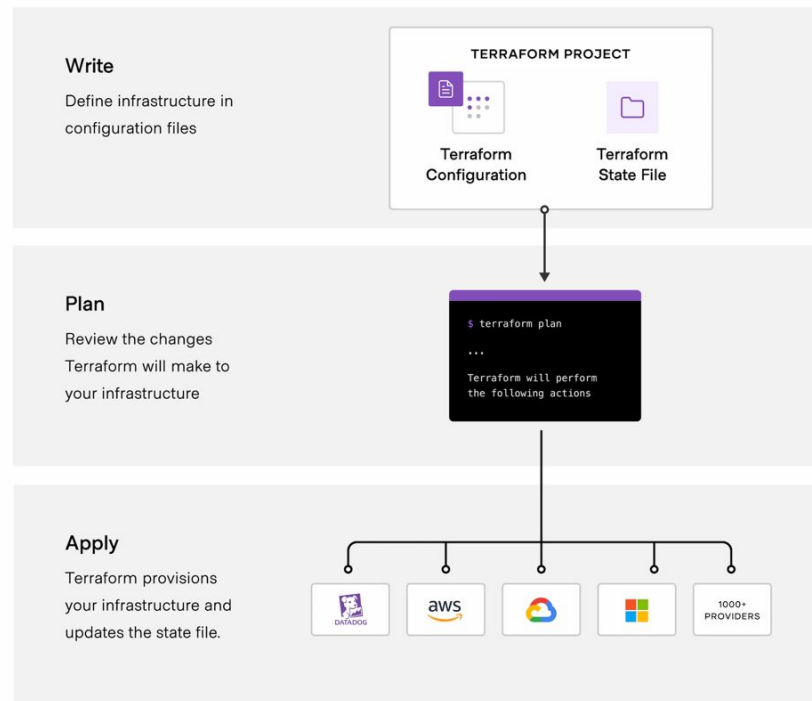 Write
Define infrastructure in
configuration files
TERRAFORM PROJECT
Terraform
Configuration
Terraform
State File
Plan
Review the changes
Terraform will make to
your infrastructure
$ terraform plan
...
Terraform will perform
the following actions
Apply
Terraform provisions
your infrastructure and
updates the state file.
DATADOG
aws
1000+
PROVIDERS